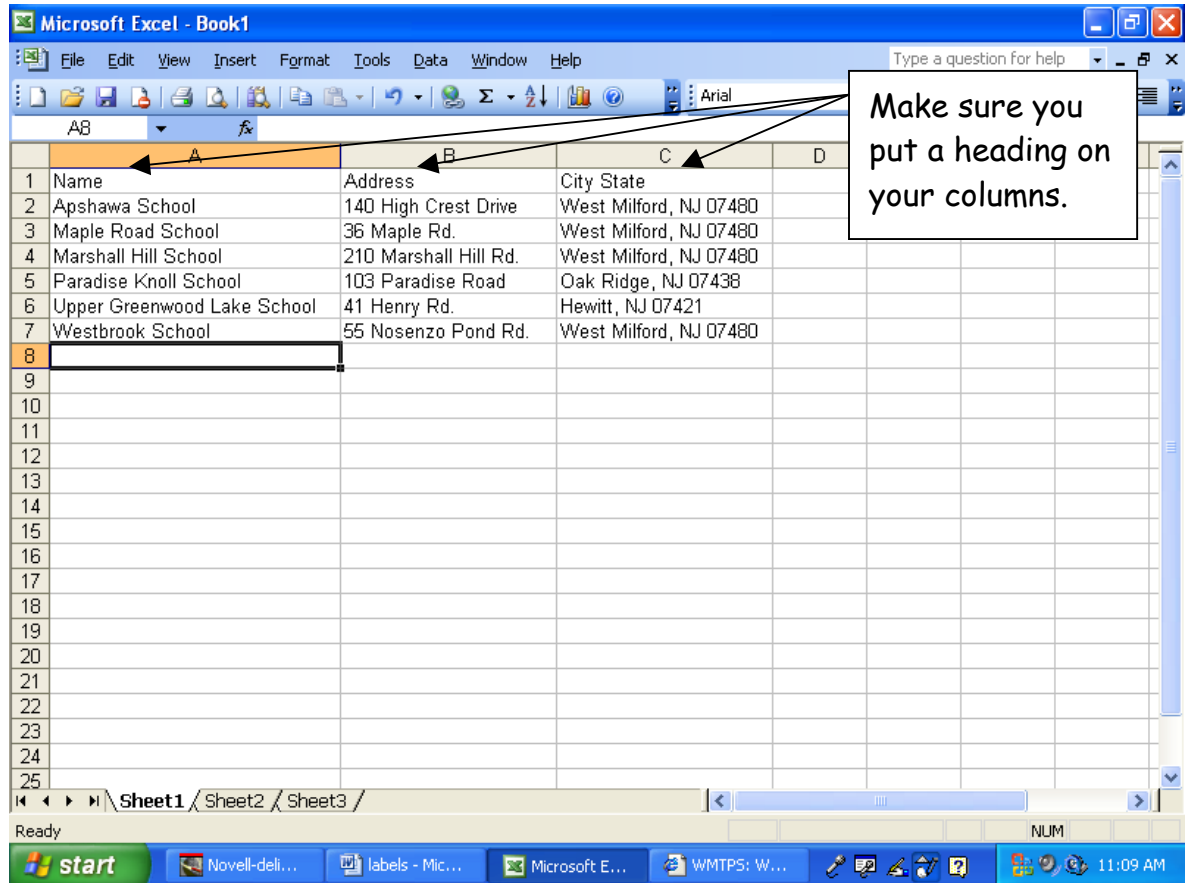 Microsoft Excel - Book1
File Edit View Insert Format Tools Data Window Help Type a question for help
Arial
A8 fx
Make sure you
put a heading on
your columns.
A B C D
1 Name Address City State
2 Apshawa School 140 High Crest Drive West Milford, NJ 07480
3 Maple Road School 36 Maple Rd. West Milford, NJ 07480
4 Marshall Hill School 210 Marshall Hill Rd. West Milford, NJ 07480
5 Paradise Knoll School 103 Paradise Road Oak Ridge, NJ 07438
6 Upper Greenwood Lake School 41 Henry Rd. Hewitt, NJ 07421
7 Westbrook School 55 Nosenzo Pond Rd. West Milford, NJ 07480
8
9
10
11
12
13
14
15
16
17
18
19
20
21
22
23
24
25
Sheet1 Sheet2 Sheet3
Ready NUM
start Novell-deli... labels - Mic... Microsoft E... WMTPS: W... 11:09 AM